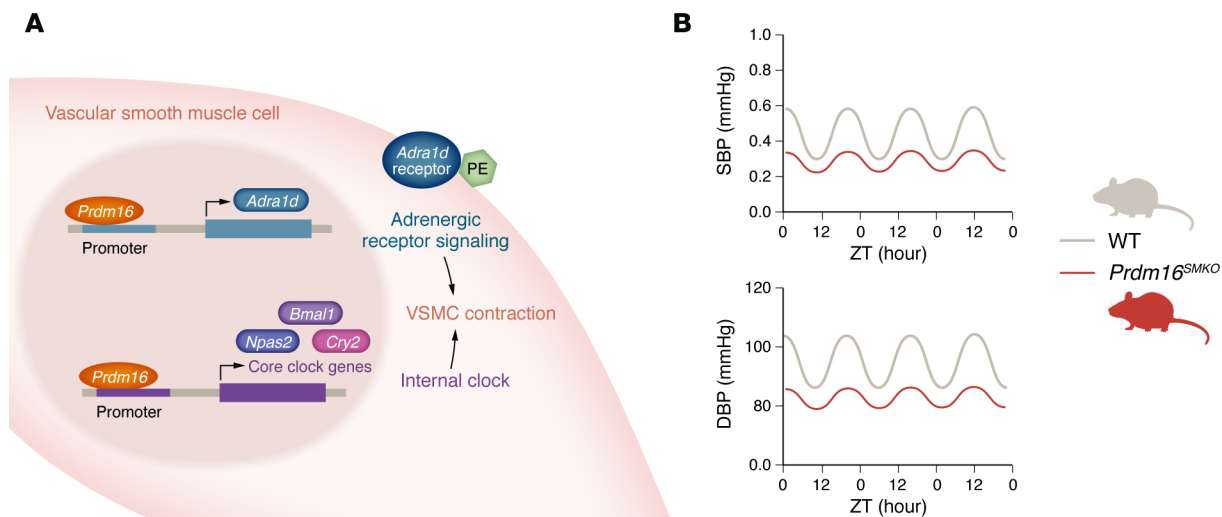 A
Vascular smooth muscle cell
Adra1d
receptor
PE
Prdm16
Adra1d
Promoter
Adrenergic
receptor signaling
Bmal1
VSMC contraction
Npas2
Cry2
Core clock genes
Prdm16
Internal clock
Promoter
B
SBP (mmHg)
1.0
0.8
0.6
0.4
0.2
0.0
0 12 0 12 0 12 0 12 0
ZT (hour)
DBP (mmHg)
120
100
80
0.0
0 12 0 12 0 12 0 12 0
ZT (hour)
WT
Prdm16SMKO